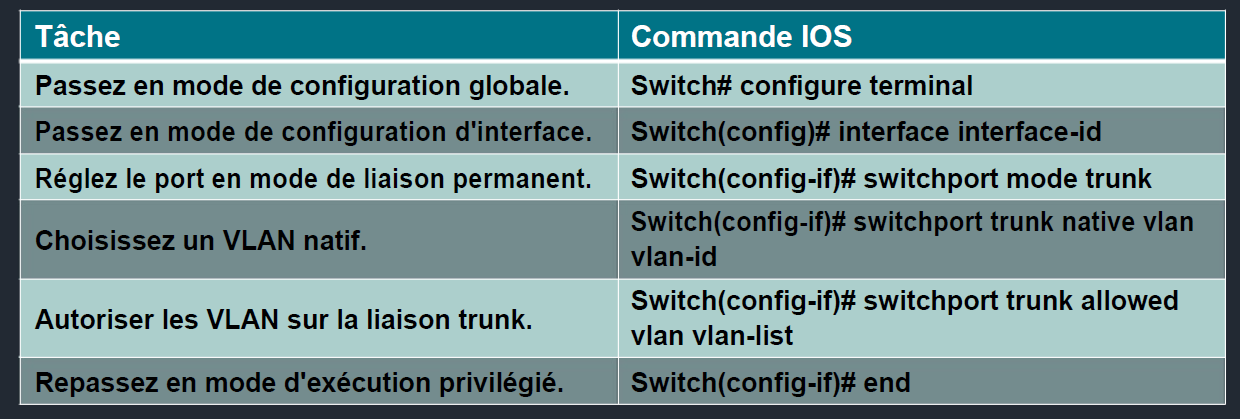 Tâche
Commande IOS
Passez en mode de configuration globale.
Switch# configure terminal
Passez en mode de configuration d'interface.
Switch(config)# interface interface-id
Réglez le port en mode de liaison permanent.
Switch(config-if)# switchport mode trunk
Choisissez un VLAN natif.
Switch(config-if)# switchport trunk native vlan
vlan-id
Autoriser les VLAN sur la liaison trunk.
Switch(config-if)# switchport trunk allowed
vlan vlan-list
Repassez en mode d'exécution privilégié.
Switch(config-if)# end